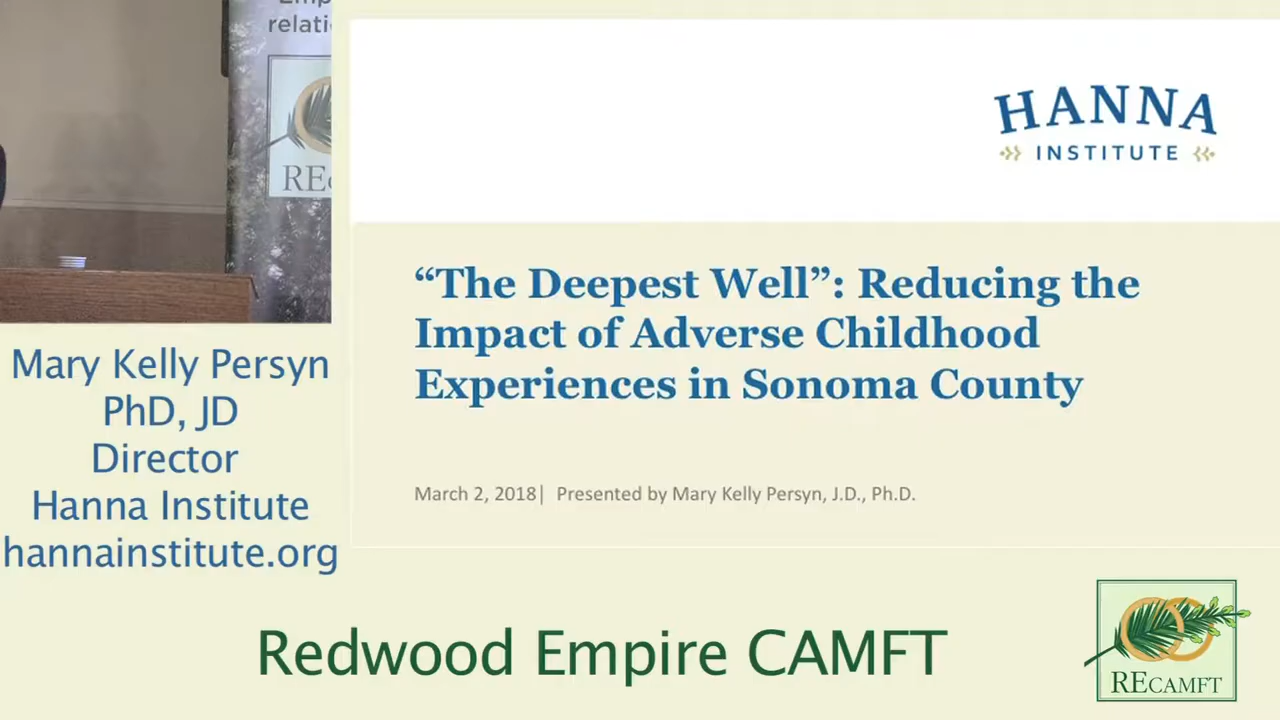 relati
REc
HANNA
INSTITUTE
“The Deepest Well”: Reducing the
Impact of Adverse Childhood
Experiences in Sonoma County
March 2, 2018| Presented by Mary Kelly Persyn, J.D., Ph.D.
Mary Kelly Persyn
PhD, JD
Director
Hanna Institute
hannainstitute.org
Redwood Empire CAMFT
RECAMFT